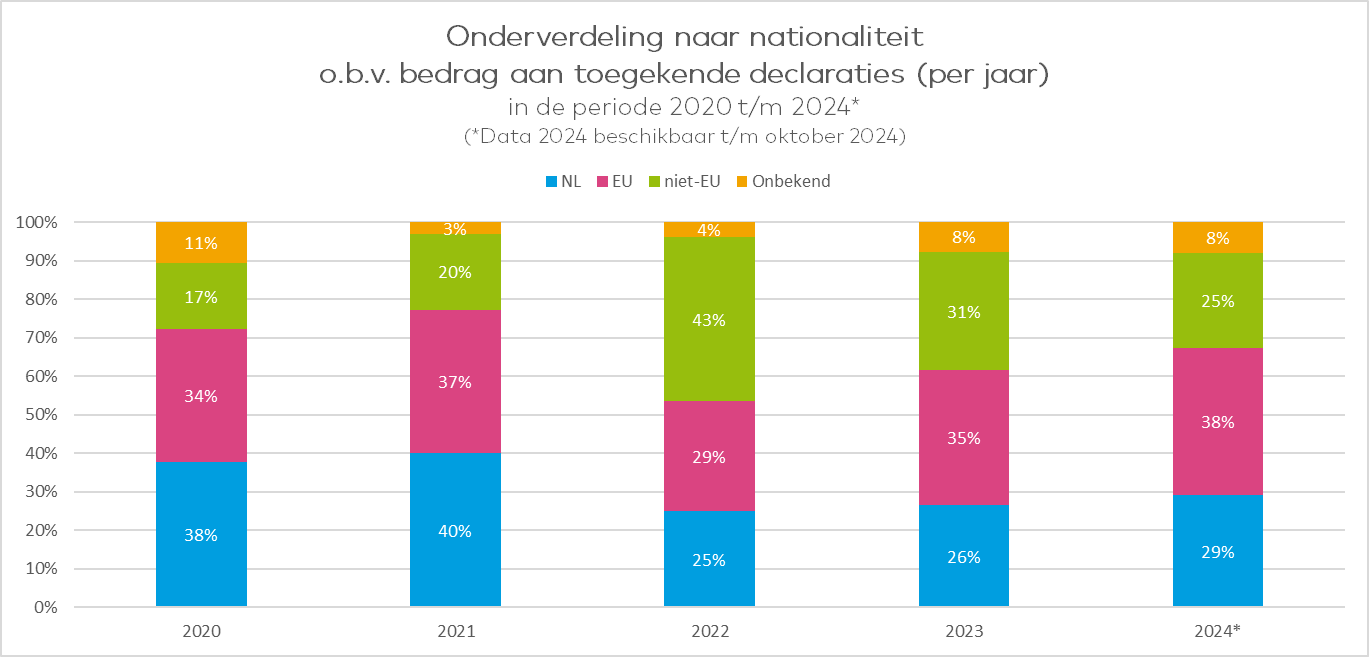 Onderverdeling naar nationaliteit
o.b.v. bedrag aan toegekende declaraties (per jaar)
in de periode 2020 t/m 2024*
(*Data 2024 beschikbaar t/m oktober 2024)
NL EU niet-EU Onbekend
100%
90%
80%
70%
60%
50%
40%
30%
20%
10%
0%
11% 3% 4% 8% 8%
17% 20% 43% 31% 25%
34% 37% 29% 35% 38%
38% 40% 25% 26% 29%
2020 2021 2022 2023 2024*